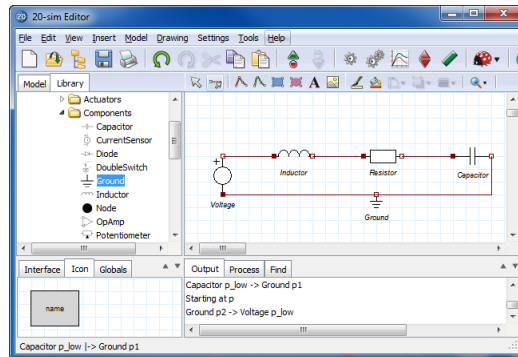 20-sim Editor
File Edit View Insert Model Drawing Settings Tools Help
Model Library
Actuators
Components
Capacitor
CurrentSensor
Diode
DoubleSwitch
Ground
Inductor
Node
OpAmp
Potentiometer
+
Voltage
Inductor
Resistor
Capacitor
Ground
Interface Icon Globals
name
Output Process Find
Capacitor p_low -> Ground p1
Starting at p
Ground p2 -> Voltage p_low
Capacitor p_low |-> Ground p1